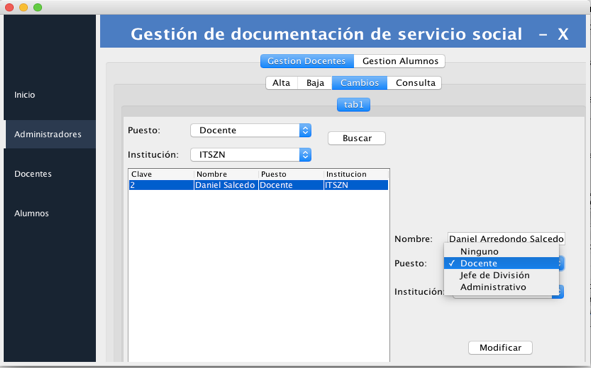 Gestión de documentación de servicio social - X
Gestion Docentes Gestion Alumnos
Alta Baja Cambios Consulta
tab1
Inicio
Administradores
Docentes
Alumnos
Puesto: Docente
Buscar
Institución: ITSZN
Clave Nombre Puesto Institucion
2 Daniel Salcedo Docente ITSZN
Nombre: Daniel Arredondo Salcedo
Ninguno
Puesto: ✓ Docente
Jefe de División
Institución: Administrativo
Modificar